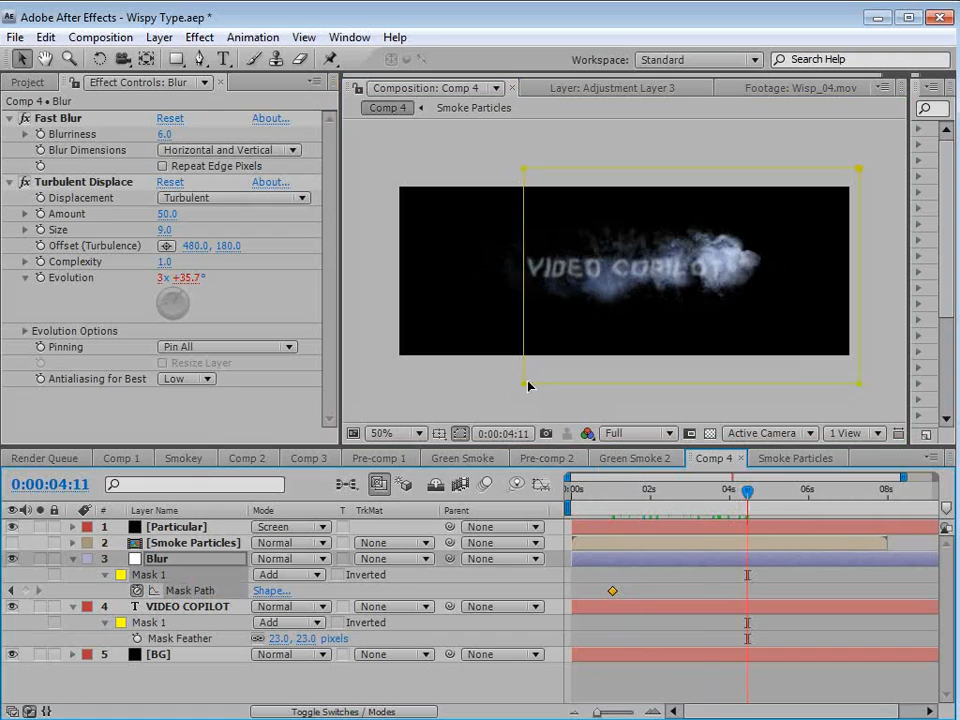 Adobe After Effects - Wispy Type.aep *
File Edit Composition Layer Effect Animation View Window Help
Workspace: Standard Search Help
Project Effect Controls: Blur Composition: Comp 4 Layer: Adjustment Layer 3 Footage: Wisp_04.mov
Comp 4 • Blur
Comp 4 Smoke Particles
fx Fast Blur Reset About...
Blurriness 6.0
Blur Dimensions Horizontal and Vertical
Repeat Edge Pixels
fx Turbulent Displace Reset About...
Displacement Turbulent
Amount 50.0
Size 9.0
Offset (Turbulence) 480.0, 180.0
Complexity 1.0
Evolution 3x +35.7°
Evolution Options
Pinning Pin All
Resize Layer
Antialiasing for Best Low
VIDEO COPILOT
50% 0:00:04:11 Full Active Camera 1 View
Render Queue Comp 1 Smokey Comp 2 Comp 3 Pre-comp 1 Green Smoke Pre-comp 2 Green Smoke 2 Comp 4 Smoke Particles
0:00:04:11
:00s 02s 04s 06s 08s
# Layer Name Mode T TrkMat Parent
1 [Particular] Screen None
2 [Smoke Particles] Normal None None
3 Blur Normal None None
Mask 1 Add Inverted
Mask Path Shape...
4 T VIDEO COPILOT Normal None None
Mask 1 Add Inverted
Mask Feather 23.0, 23.0 pixels
5 [BG] Normal None None
Toggle Switches / Modes